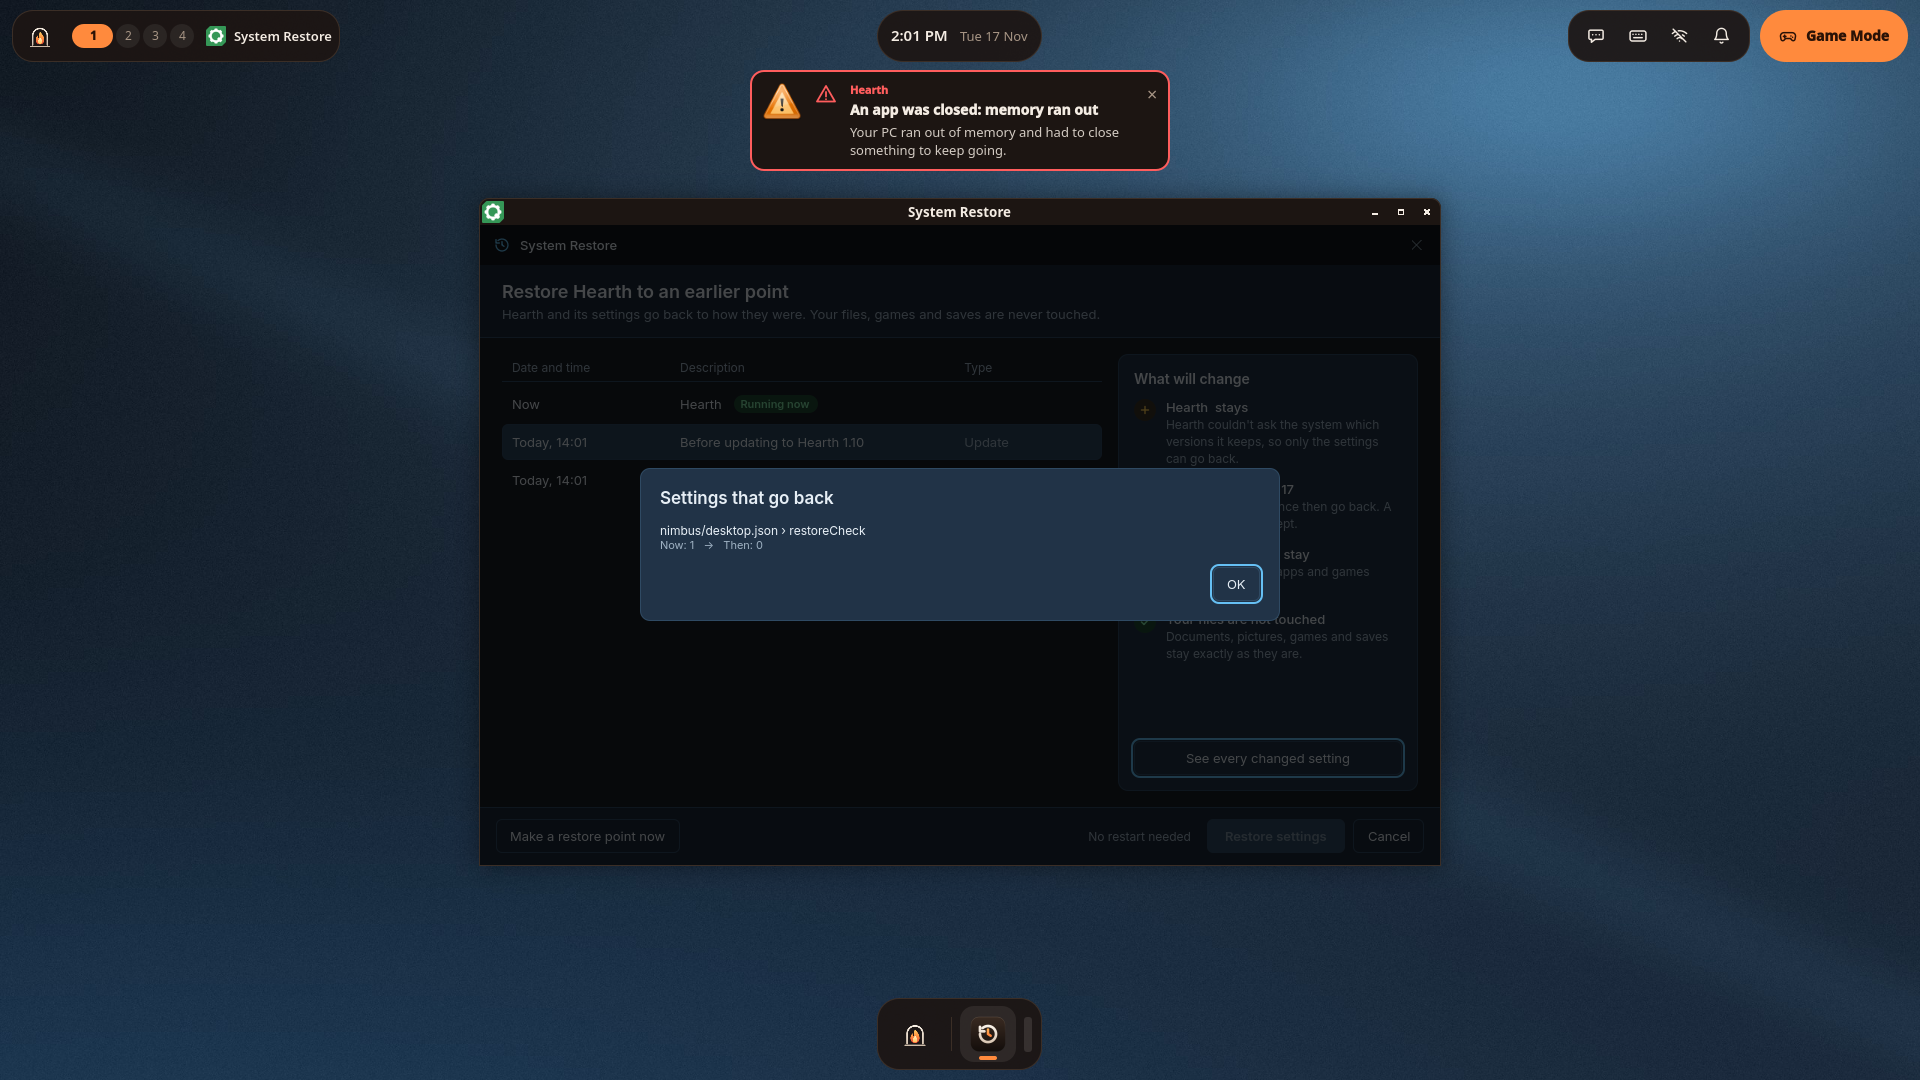 1 2 3 4 System Restore
2:01 PM Tue 17 Nov
Game Mode
Hearth
An app was closed: memory ran out
Your PC ran out of memory and had to close
something to keep going.
System Restore
System Restore
Restore Hearth to an earlier point
Hearth and its settings go back to how they were. Your files, games and saves are never touched.
Date and time Description Type
Now Hearth Running now
Today, 14:01 Before updating to Hearth 1.10 Update
Today, 14:01
What will change
Hearth stays
Hearth couldn't ask the system which
versions it keeps, so only the settings
can go back.
17
then go back. A
stay
apps and games
touched
Documents, pictures, games and saves
stay exactly as they are.
See every changed setting
Settings that go back
nimbus/desktop.json › restoreCheck
Now: 1 → Then: 0
OK
Make a restore point now
No restart needed
Restore settings
Cancel